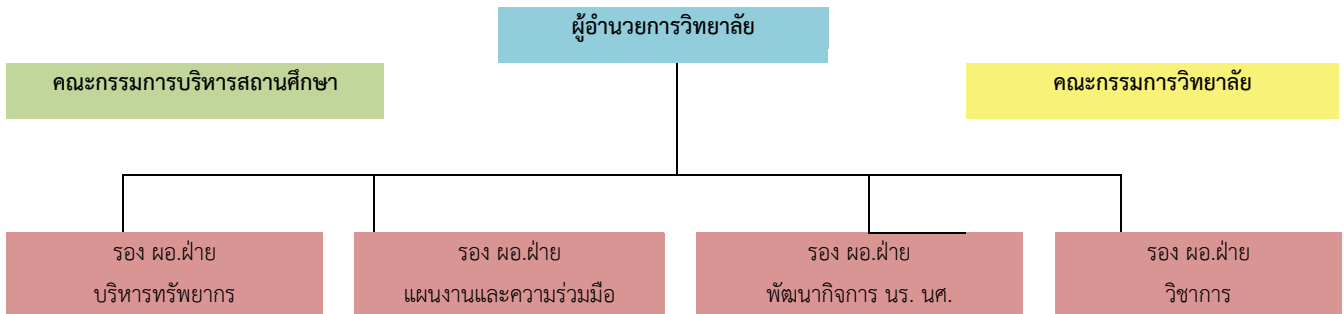 ผู้อำนวยการวิทยาลัย
คณะกรรมการบริหารสถานศึกษา
คณะกรรมการวิทยาลัย
รอง ผอ.ฝ่าย
บริหารทรัพยากร
รอง ผอ.ฝ่าย
แผนงานและความร่วมมือ
รอง ผอ.ฝ่าย
พัฒนากิจการ นร. นศ.
รอง ผอ.ฝ่าย
วิชาการ